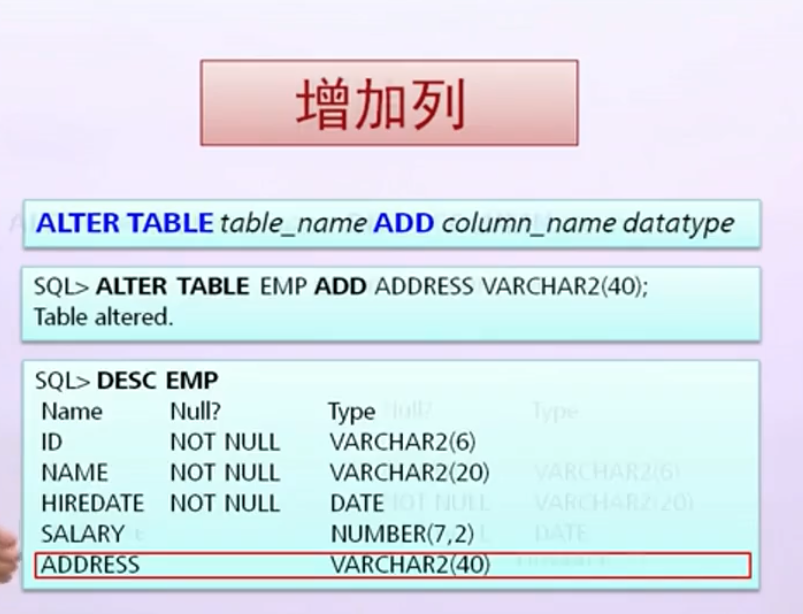 增加列
ALTER TABLE table_name ADD column_name datatype
SQL> ALTER TABLE EMP ADD ADDRESS VARCHAR2(40);
Table altered.
SQL> DESC EMP
Name Null? Type
ID NOT NULL VARCHAR2(6)
NAME NOT NULL VARCHAR2(20)
HIREDATE NOT NULL DATE
SALARY NUMBER(7,2)
ADDRESS VARCHAR2(40)